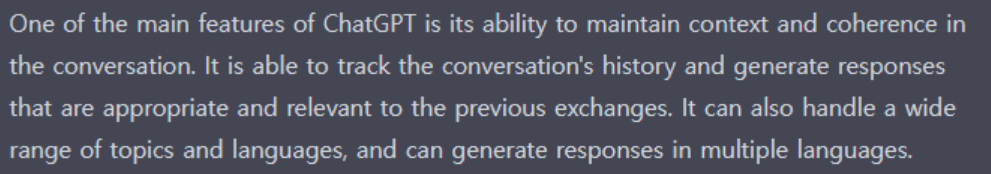 One of the main features of ChatGPT is its ability to maintain context and coherence in
the conversation. It is able to track the conversation's history and generate responses
that are appropriate and relevant to the previous exchanges. It can also handle a wide
range of topics and languages, and can generate responses in multiple languages.